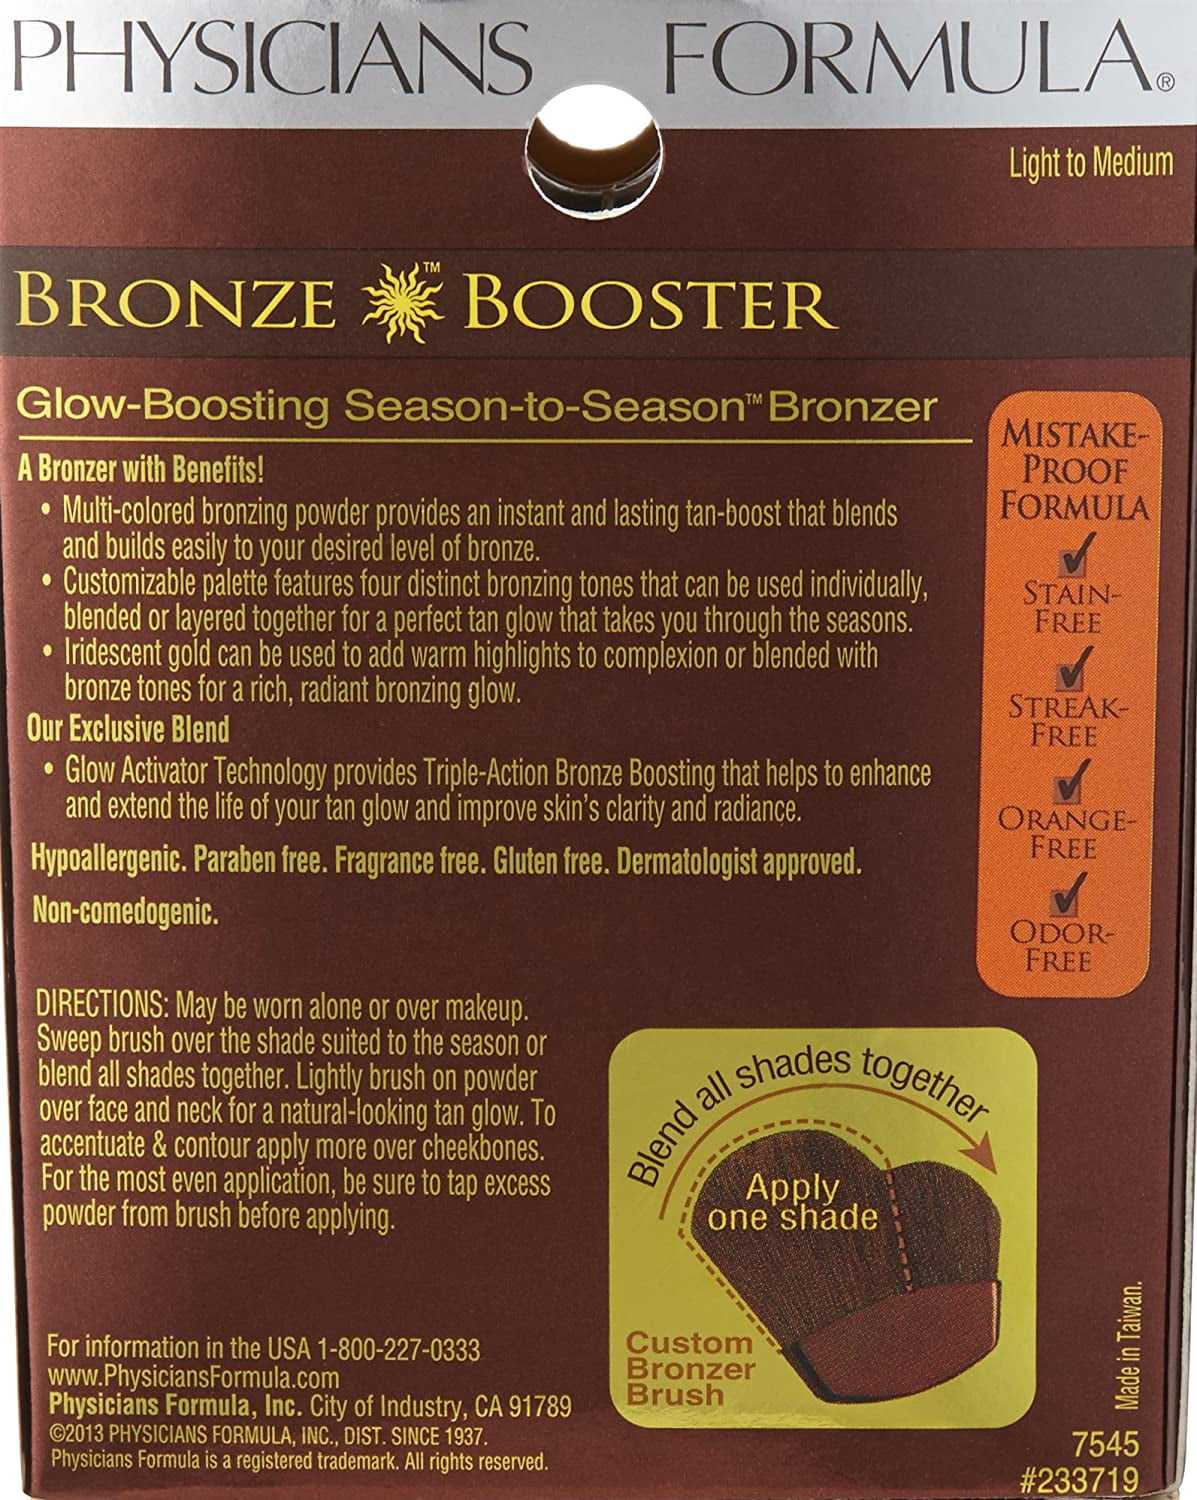 PHYSICIANS FORMULA®
Light to Medium
BRONZE ™ BOOSTER
Glow-Boosting Season-to-Season™ Bronzer
A Bronzer with Benefits!
• Multi-colored bronzing powder provides an instant and lasting tan-boost that blends
and builds easily to your desired level of bronze.
• Customizable palette features four distinct bronzing tones that can be used individually,
blended or layered together for a perfect tan glow that takes you through the seasons.
• Iridescent gold can be used to add warm highlights to complexion or blended with
bronze tones for a rich, radiant bronzing glow.
Our Exclusive Blend
• Glow Activator Technology provides Triple-Action Bronze Boosting that helps to enhance
and extend the life of your tan glow and improve skin's clarity and radiance.
Hypoallergenic. Paraben free. Fragrance free. Gluten free. Dermatologist approved.
Non-comedogenic.
MISTAKE-
PROOF
FORMULA
STAIN-
FREE
STREAK-
FREE
ORANGE-
FREE
ODOR-
FREE
DIRECTIONS: May be worn alone or over makeup.
Sweep brush over the shade suited to the season or
blend all shades together. Lightly brush on powder
over face and neck for a natural-looking tan glow. To
accentuate & contour apply more over cheekbones.
For the most even application, be sure to tap excess
powder from brush before applying.
Blend all shades together
Apply
one shade
Custom
Bronzer
Brush
For information in the USA 1-800-227-0333
www.PhysiciansFormula.com
Physicians Formula, Inc. City of Industry, CA 91789
©2013 PHYSICIANS FORMULA, INC., DIST. SINCE 1937.
Physicians Formula is a registered trademark. All rights reserved.
Made in Taiwan.
7545
#233719